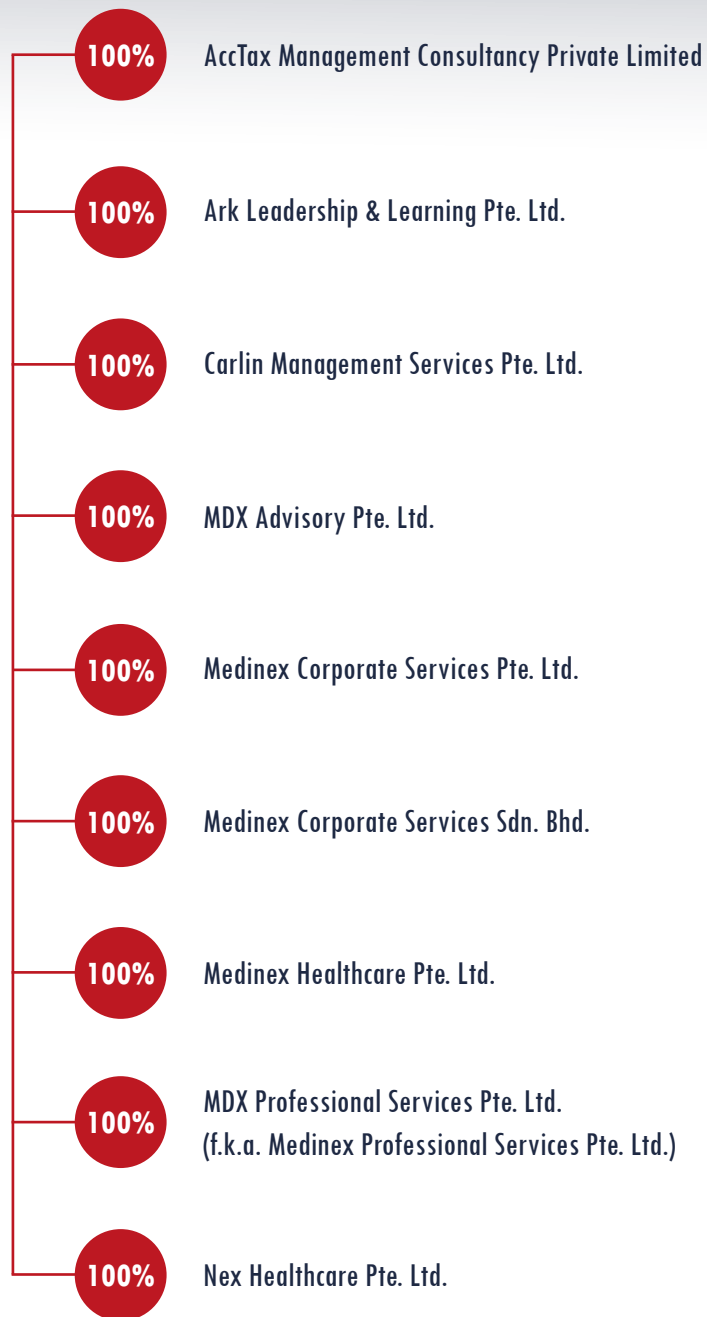 100% AccTax Management Consultancy Private Limited
100% Ark Leadership & Learning Pte. Ltd.
100% Carlin Management Services Pte. Ltd.
100% MDX Advisory Pte. Ltd.
100% Medinex Corporate Services Pte. Ltd.
100% Medinex Corporate Services Sdn. Bhd.
100% Medinex Healthcare Pte. Ltd.
100% MDX Professional Services Pte. Ltd.
(f.k.a. Medinex Professional Services Pte. Ltd.)
100% Nex Healthcare Pte. Ltd.